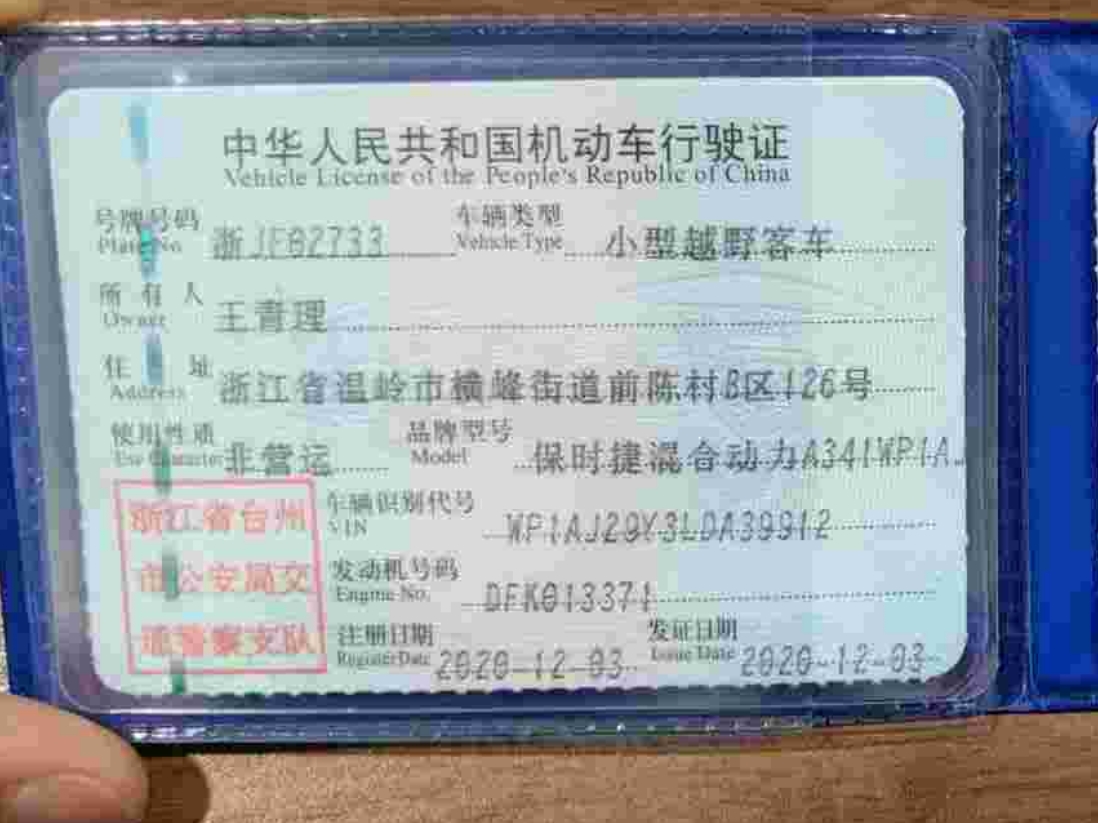 中华人民共和国机动车行驶证
Vehicle License of the People's Republic of China
号牌号码 浙JF02733 车辆类型 小型越野客车
Plate No. Vehicle Type
所有人 王青理
Owner
住址 浙江省温岭市横峰街道前陈村B区126号
Address
使用性质 非营运 品牌型号 保时捷混合动力A341WP1A
Use Character Model
车辆识别代号 WP1AJ29Y3LDA39912
VIN
发动机号码 DFK013371
Engine No.
注册日期 2020-12-03 发证日期 2020-12-03
Register Date Issue Date
浙江省台州
市公安局交
通警察支队